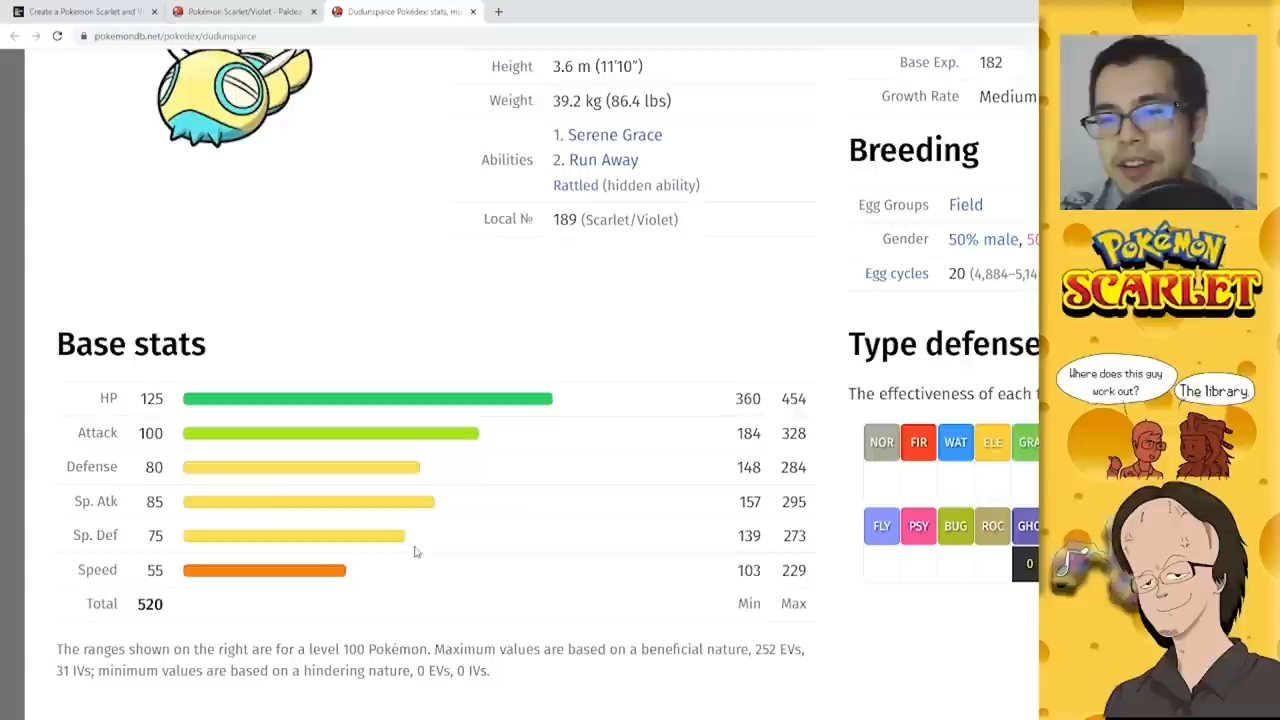 Create a Pokemon Scarlet and Vi
Pokémon Scarlet/Violet - Paldea
Dudunsparce Pokédex: stats, mo
pokemondb.net/pokedex/dudunsparce
Height 3.6 m (11′10″)
Weight 39.2 kg (86.4 lbs)
Abilities
1. Serene Grace
2. Run Away
Rattled (hidden ability)
Local № 189 (Scarlet/Violet)
Base Exp. 182
Growth Rate Medium
Breeding
Egg Groups Field
Gender 50% male, 50
Egg cycles 20 (4,884–5,14
Base stats
HP 125 360 454
Attack 100 184 328
Defense 80 148 284
Sp. Atk 85 157 295
Sp. Def 75 139 273
Speed 55 103 229
Total 520 Min Max
The ranges shown on the right are for a level 100 Pokémon. Maximum values are based on a beneficial nature, 252 EVs,
31 IVs; minimum values are based on a hindering nature, 0 EVs, 0 IVs.
Type defense
The effectiveness of each t
NOR FIR WAT ELE GRA
FLY PSY BUG ROC GHO
0
POKéMON
SCARLET
Where does this guy
work out?
The library.